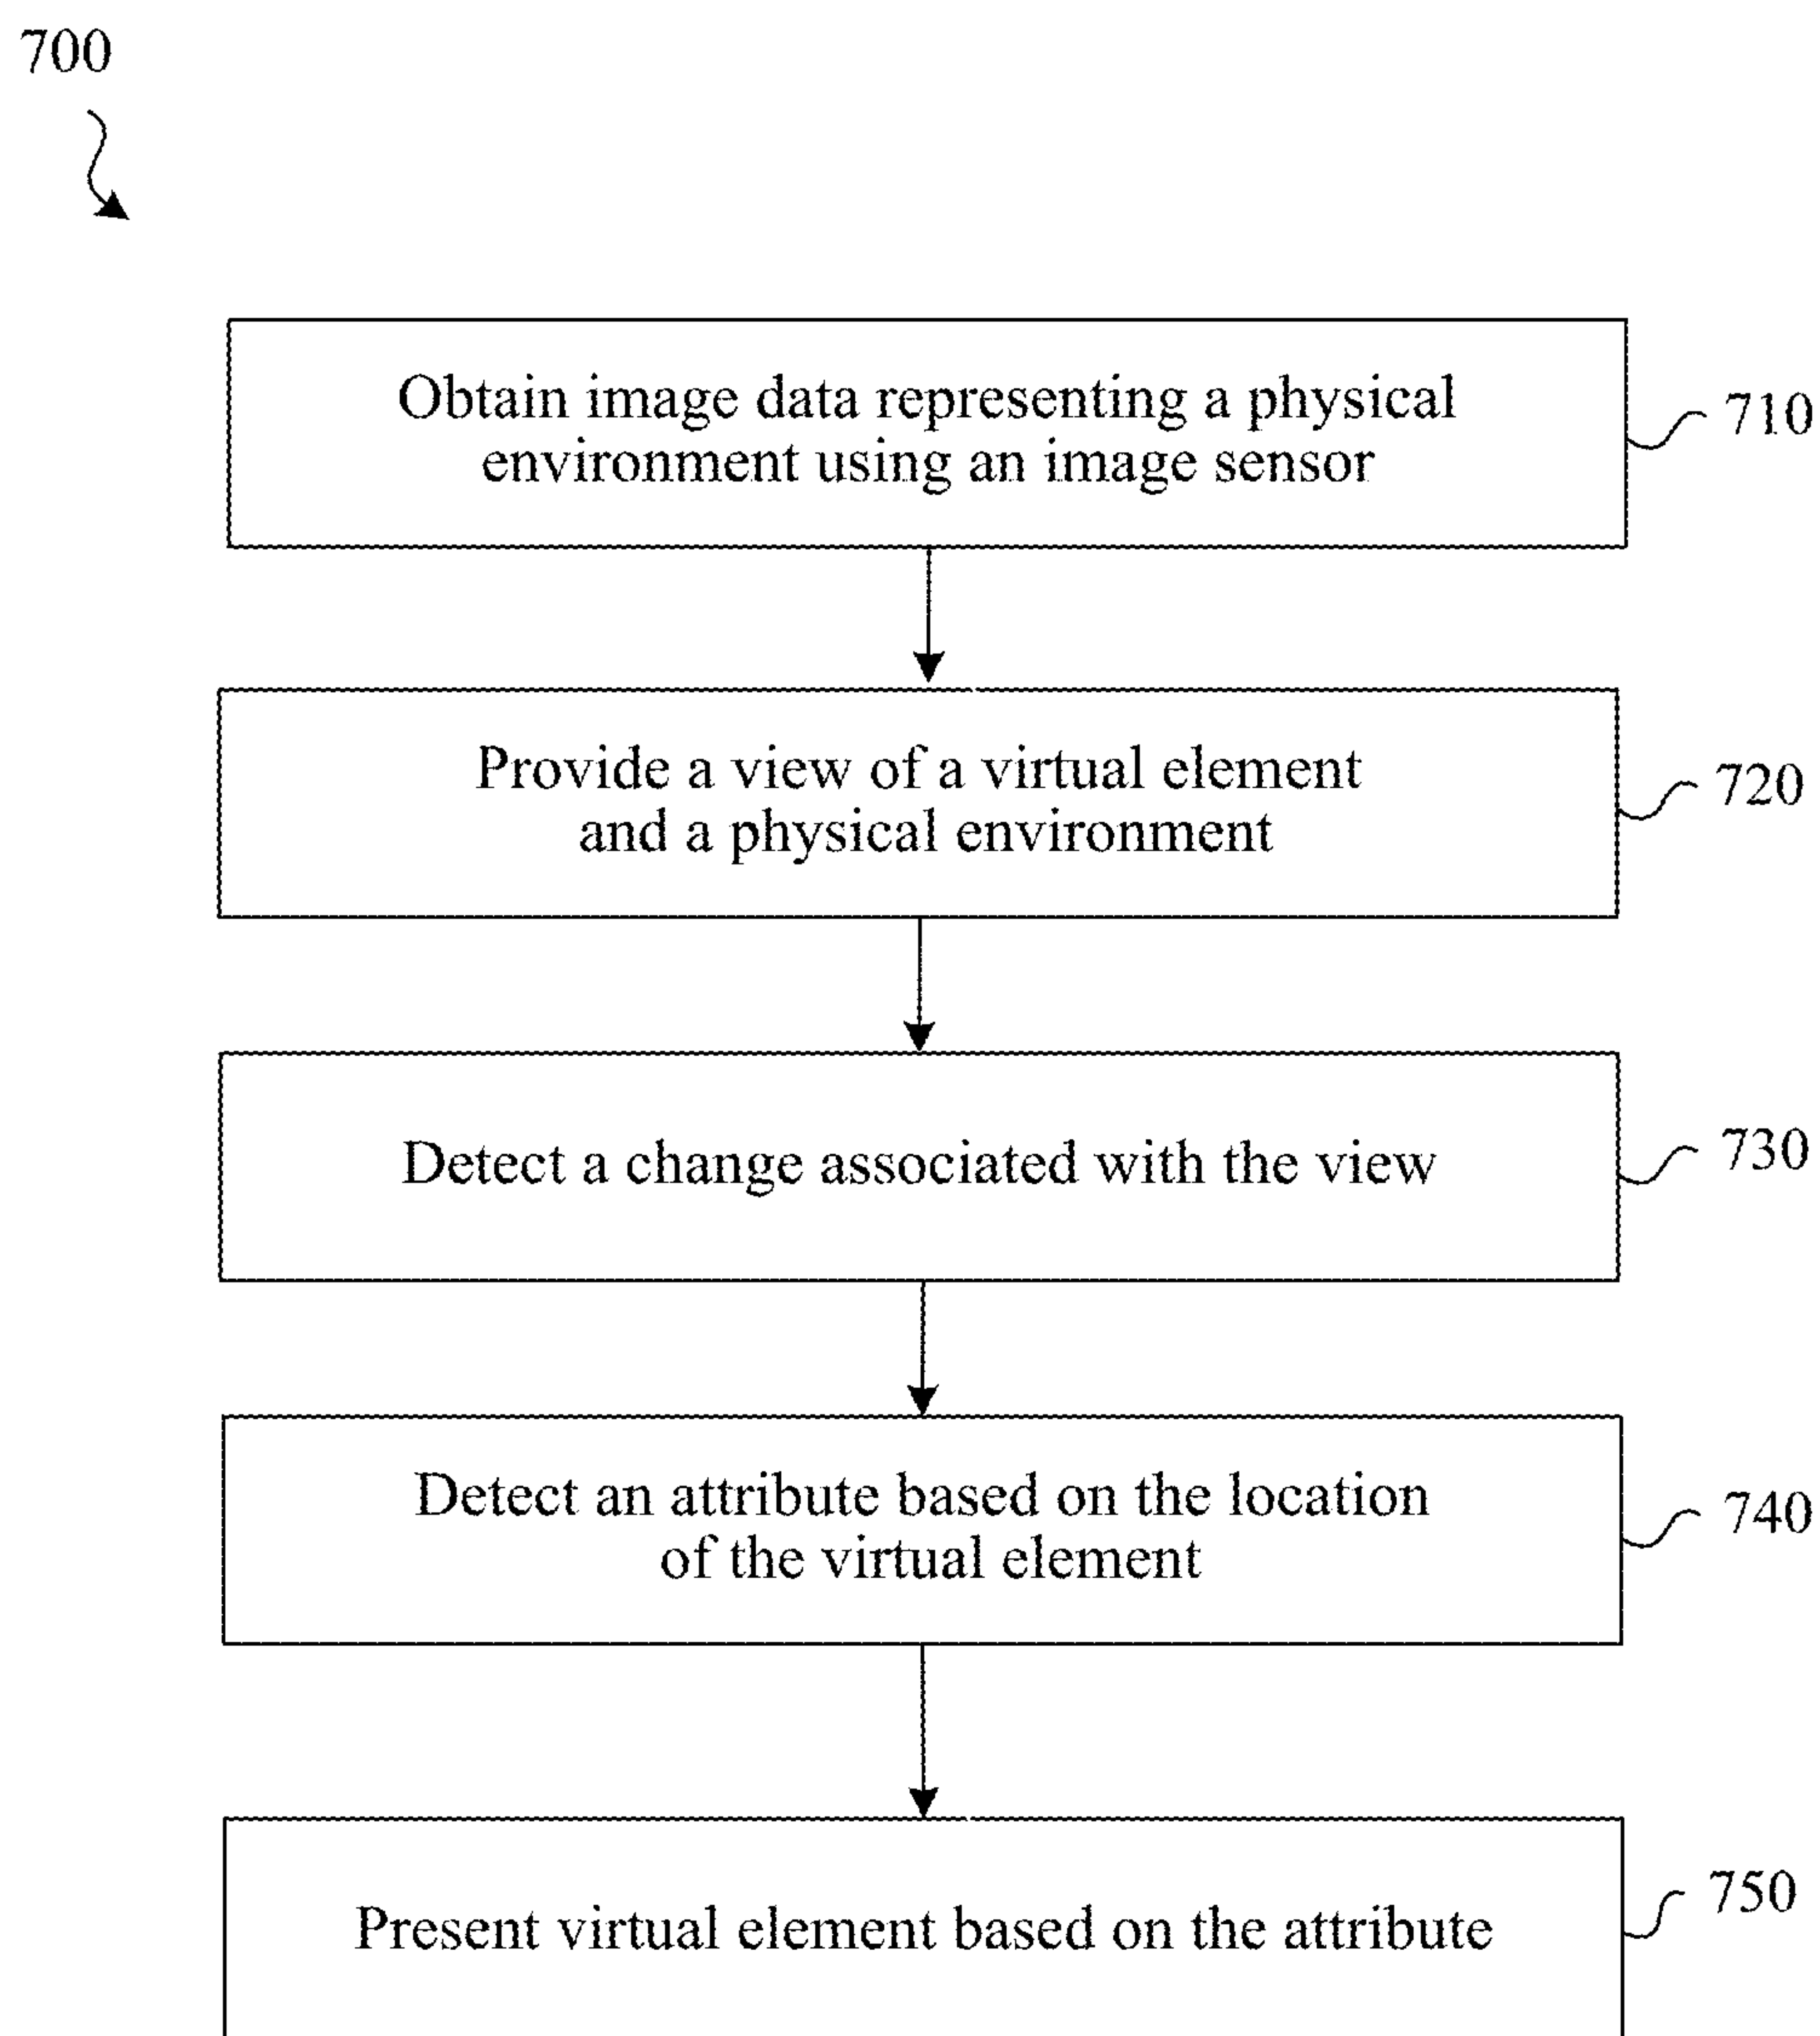 700
Obtain image data representing a physical
environment using an image sensor
710
Provide a view of a virtual element
and a physical environment
720
Detect a change associated with the view
730
Detect an attribute based on the location
of the virtual element
740
Present virtual element based on the attribute
750